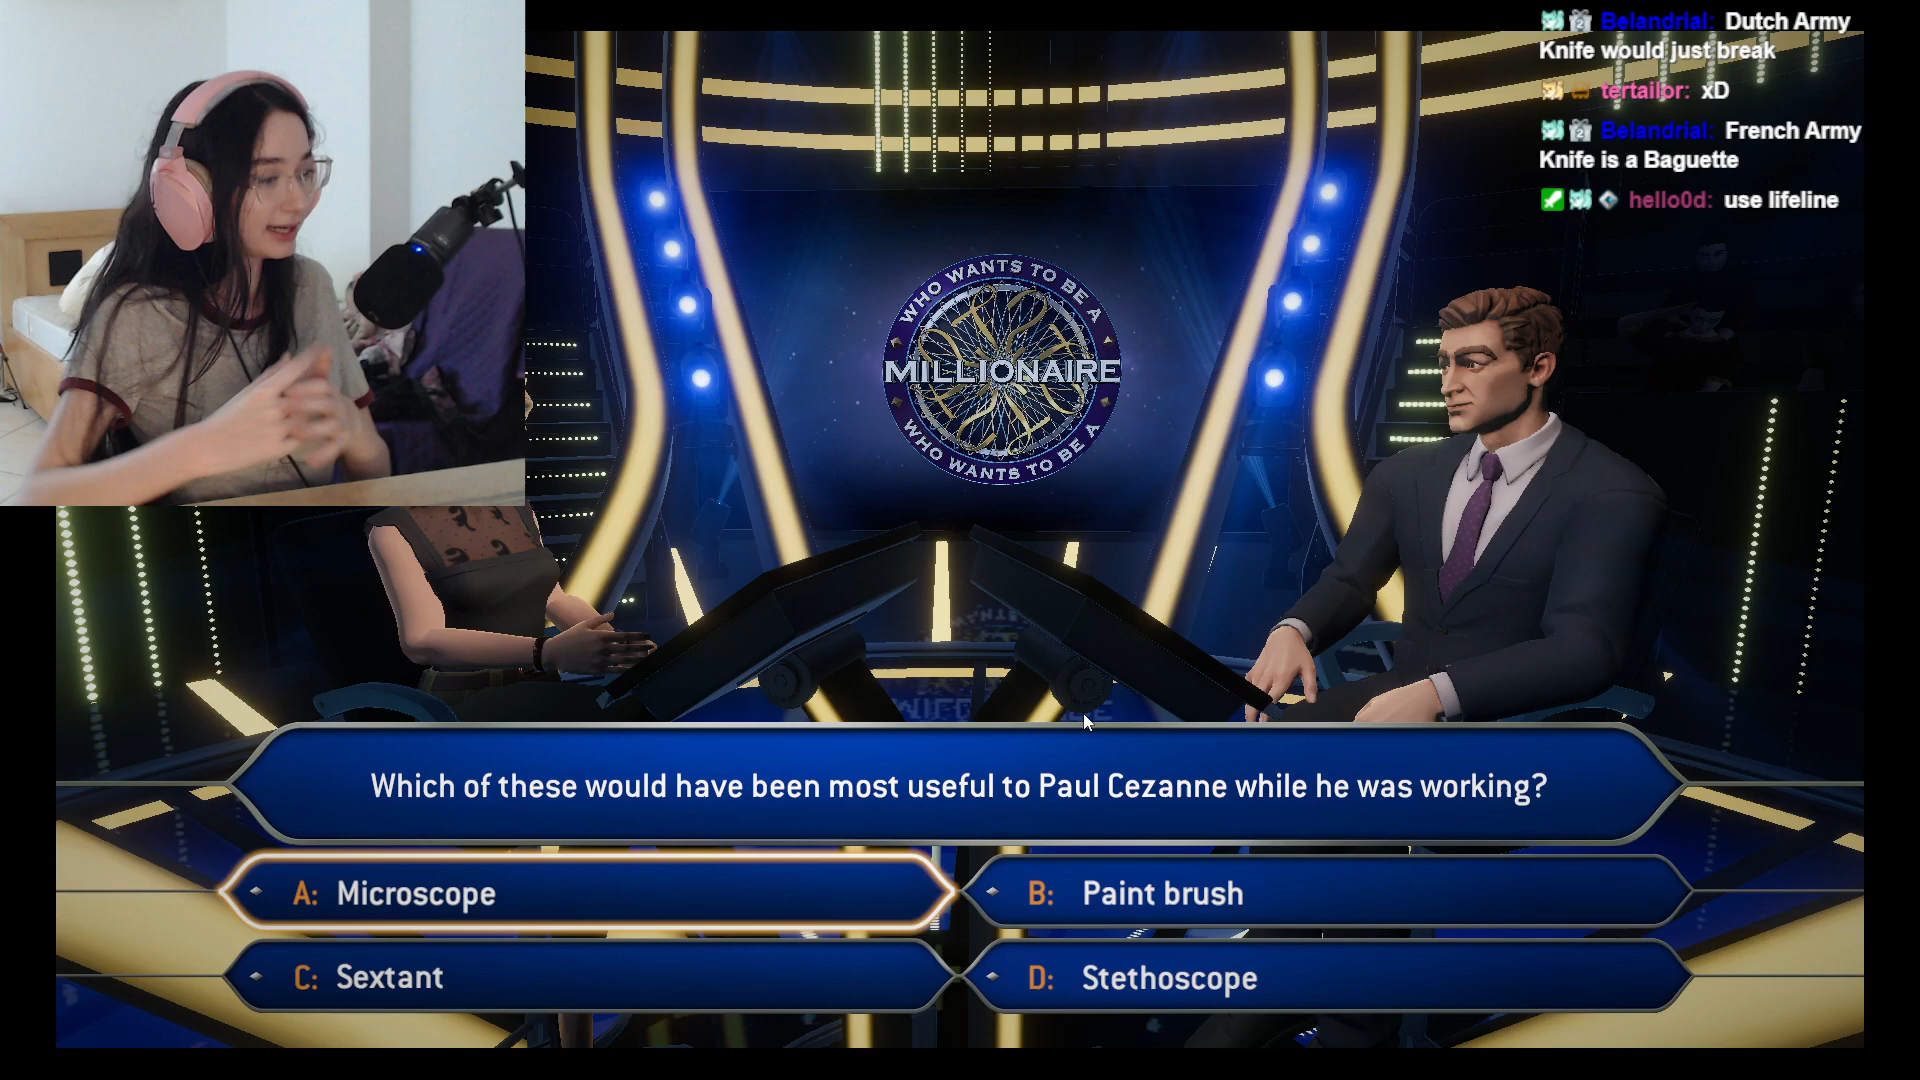 Belandrial: Dutch Army
Knife would just break
tertailor: xD
Belandrial: French Army
Knife is a Baguette
hello0d: use lifeline
WHO WANTS TO BE A
MILLIONAIRE
WHO WANTS TO BE A
Which of these would have been most useful to Paul Cezanne while he was working?
A: Microscope
B: Paint brush
C: Sextant
D: Stethoscope